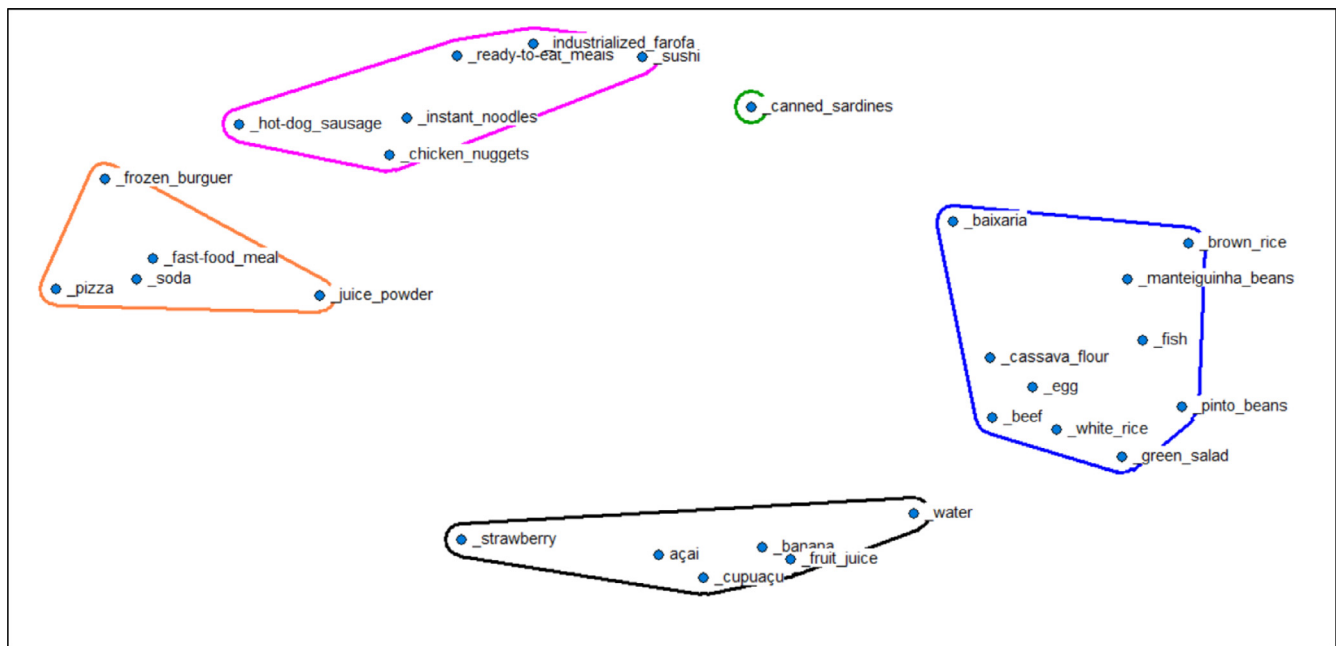 _industrialized_farofa
_ready-to-eat_meals
_sushi
_canned_sardines
_hot-dog_sausage
_instant_noodles
_chicken_nuggets
_frozen_burguer
_fast-food_meal
_soda
_pizza
_juice_powder
_baixaria
_brown_rice
_manteiguinha_beans
_fish
_cassava_flour
_egg
_pinto_beans
_beef
_white_rice
_green_salad
_water
_strawberry
_banana
açai
_fruit_juice
_cupuaçu